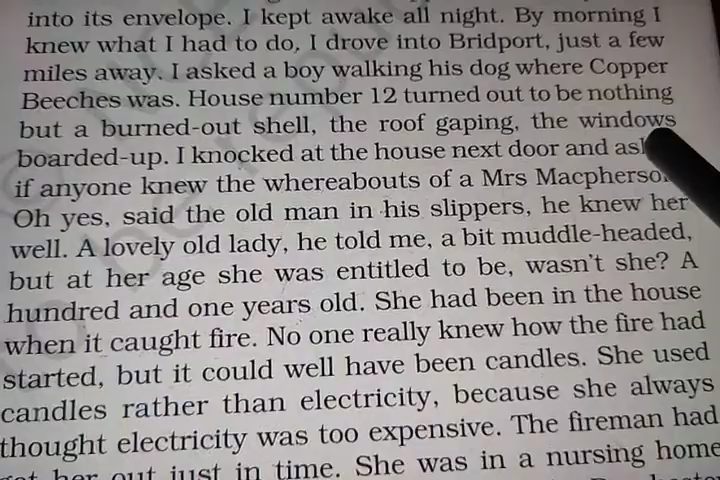 into its envelope. I kept awake all night. By morning I
knew what I had to do, I drove into Bridport, just a few
miles away. I asked a boy walking his dog where Copper
Beeches was. House number 12 turned out to be nothing
but a burned-out shell, the roof gaping, the windows
boarded-up. I knocked at the house next door and
if anyone knew the whereabouts of a Mrs
Oh yes, said the old man in his slippers, he knew her
well. A lovely old lady, he told me, a bit muddle-headed,
but at her age she was entitled to be, wasn't she? A
hundred and one years old. She had been in the house
when it caught fire. No one really knew how the fire had
started, but it could well have been candles. She used
candles rather than electricity, because she always
thought electricity was too expensive. The fireman had
her out just in time. She was in a nursing home